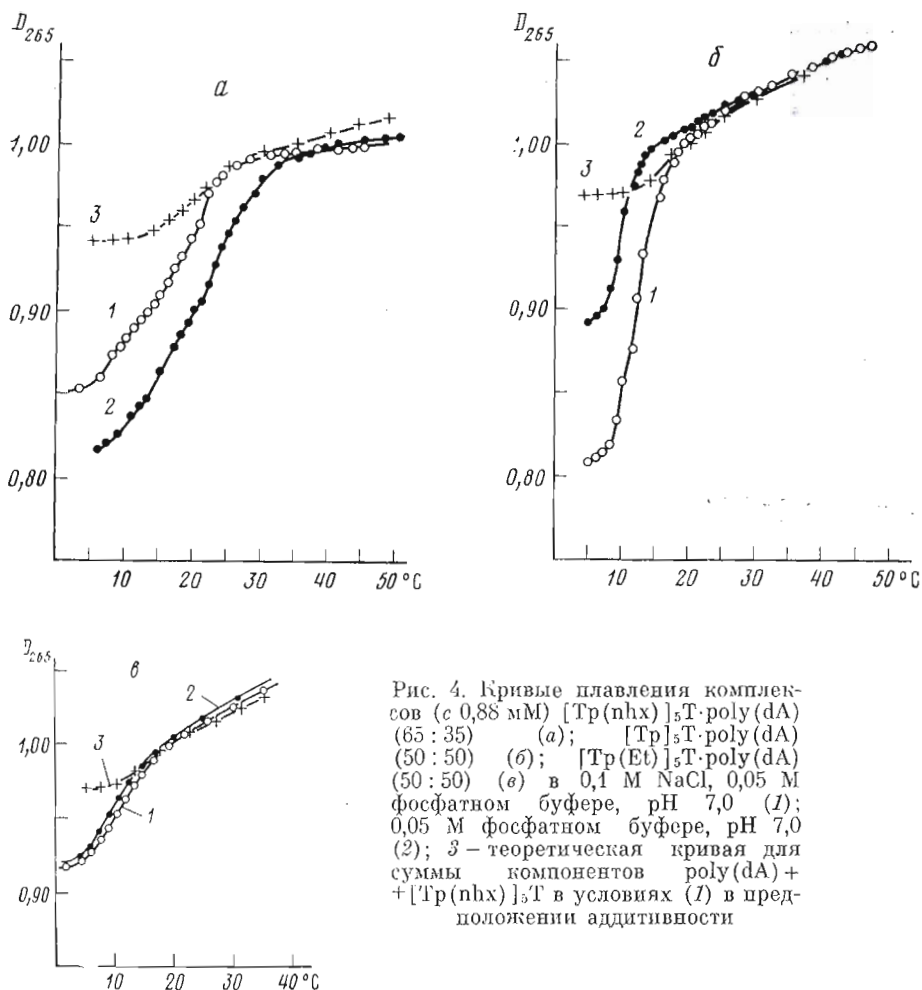 D265
а
1,00
3
0,90
1
2
0,80
10 20 30 40 50 °C
D265
б
2
1,00
3
0,90
1
0,80
10 20 30 40 50 °C
D265
в
2
3
1,00
1
0,90
10 20 30 40 °C
Рис. 4. Кривые плавления комплек-
сов (с 0,88 мМ) [Tp(nhx)]₅T·poly(dA)
(65 : 35) (а); [Tp]₅T·poly(dA)
(50 : 50) (б); [Tp(Et)]₅T·poly(dA)
(50 : 50) (в) в 0,1 М NaCl, 0,05 М
фосфатном буфере, pH 7,0 (1);
0,05 М фосфатном буфере, pH 7,0
(2); 3 – теоретическая кривая для
суммы компонентов poly(dA) +
+[Tp(nhx)]₅T в условиях (1) в пред-
положении аддитивности